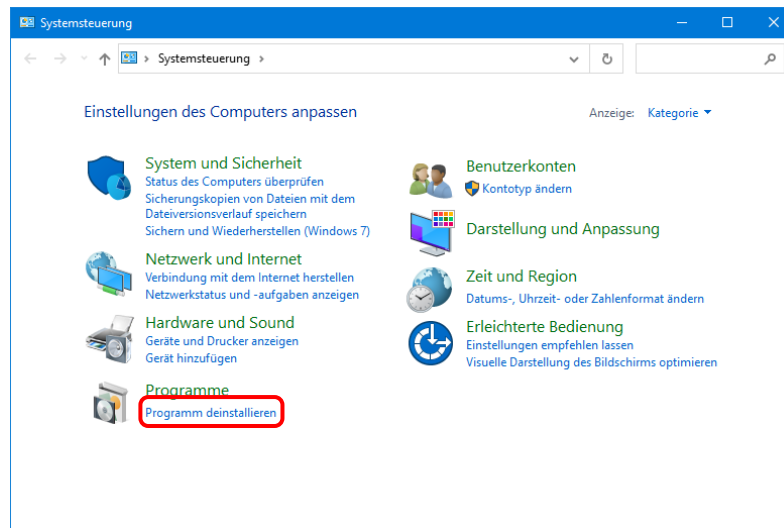 Systemsteuerung
Systemsteuerung
Einstellungen des Computers anpassen
Anzeige: Kategorie
System und Sicherheit
Status des Computers überprüfen
Sicherungskopien von Dateien mit dem
Dateiversionsverlauf speichern
Sichern und Wiederherstellen (Windows 7)
Netzwerk und Internet
Verbindung mit dem Internet herstellen
Netzwerkstatus und -aufgaben anzeigen
Hardware und Sound
Geräte und Drucker anzeigen
Gerät hinzufügen
Programme
Programm deinstallieren
Benutzerkonten
Kontotyp ändern
Darstellung und Anpassung
Zeit und Region
Datums-, Uhrzeit- oder Zahlenformat ändern
Erleichterte Bedienung
Einstellungen empfehlen lassen
Visuelle Darstellung des Bildschirms optimieren